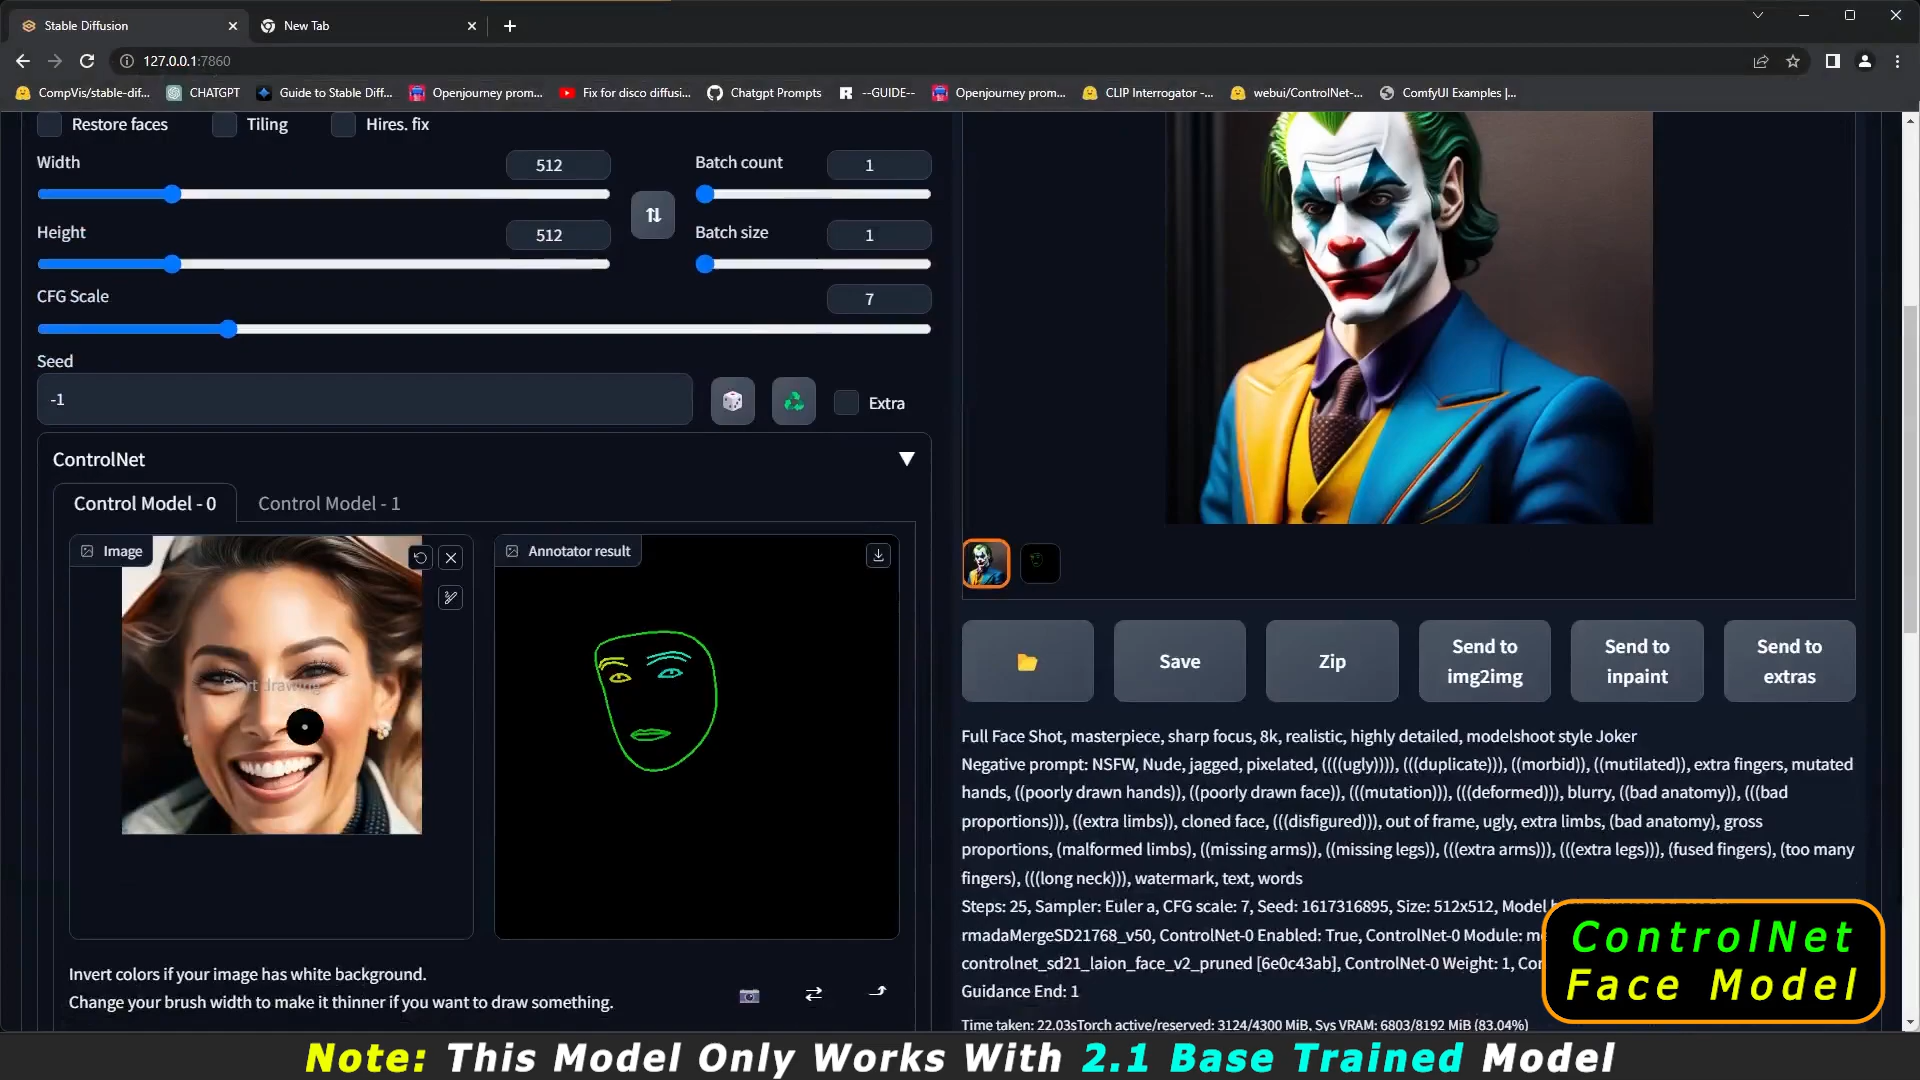 Stable Diffusion
New Tab
127.0.0.1:7860
CompVis/stable-dif...
CHATGPT
Guide to Stable Diff...
Openjourney prom...
Fix for disco diffusi...
Chatgpt Prompts
R --GUIDE--
Openjourney prom...
CLIP Interrogator -...
webui/ControlNet-...
ComfyUI Examples |...
Restore faces
Tiling
Hires. fix
Width
512
Batch count
1
Height
512
Batch size
1
CFG Scale
7
Seed
-1
Extra
ControlNet
Control Model - 0
Control Model - 1
Image
Start drawing
Annotator result
Invert colors if your image has white background.
Change your brush width to make it thinner if you want to draw something.
Save
Zip
Send to
img2img
Send to
inpaint
Send to
extras
Full Face Shot, masterpiece, sharp focus, 8k, realistic, highly detailed, modelshoot style Joker
Negative prompt: NSFW, Nude, jagged, pixelated, ((((ugly)))), (((duplicate))), ((morbid)), ((mutilated)), extra fingers, mutated
hands, ((poorly drawn hands)), ((poorly drawn face)), (((mutation))), (((deformed))), blurry, ((bad anatomy)), (((bad
proportions))), ((extra limbs)), cloned face, (((disfigured))), out of frame, ugly, extra limbs, (bad anatomy), gross
proportions, (malformed limbs), ((missing arms)), ((missing legs)), (((extra arms))), (((extra legs))), (fused fingers), (too many
fingers), (((long neck))), watermark, text, words
Steps: 25, Sampler: Euler a, CFG scale: 7, Seed: 1617316895, Size: 512x512, Model
rmadaMergeSD21768_v50, ControlNet-0 Enabled: True, ControlNet-0 Module:
controlnet_sd21_laion_face_v2_pruned [6e0c43ab], ControlNet-0 Weight: 1,
Guidance End: 1
Time taken: 22.03sTorch active/reserved: 3124/4300 MiB, Sys VRAM: 6803/8192 MiB (83.04%)
ControlNet
Face Model
Note: This Model Only Works With 2.1 Base Trained Model